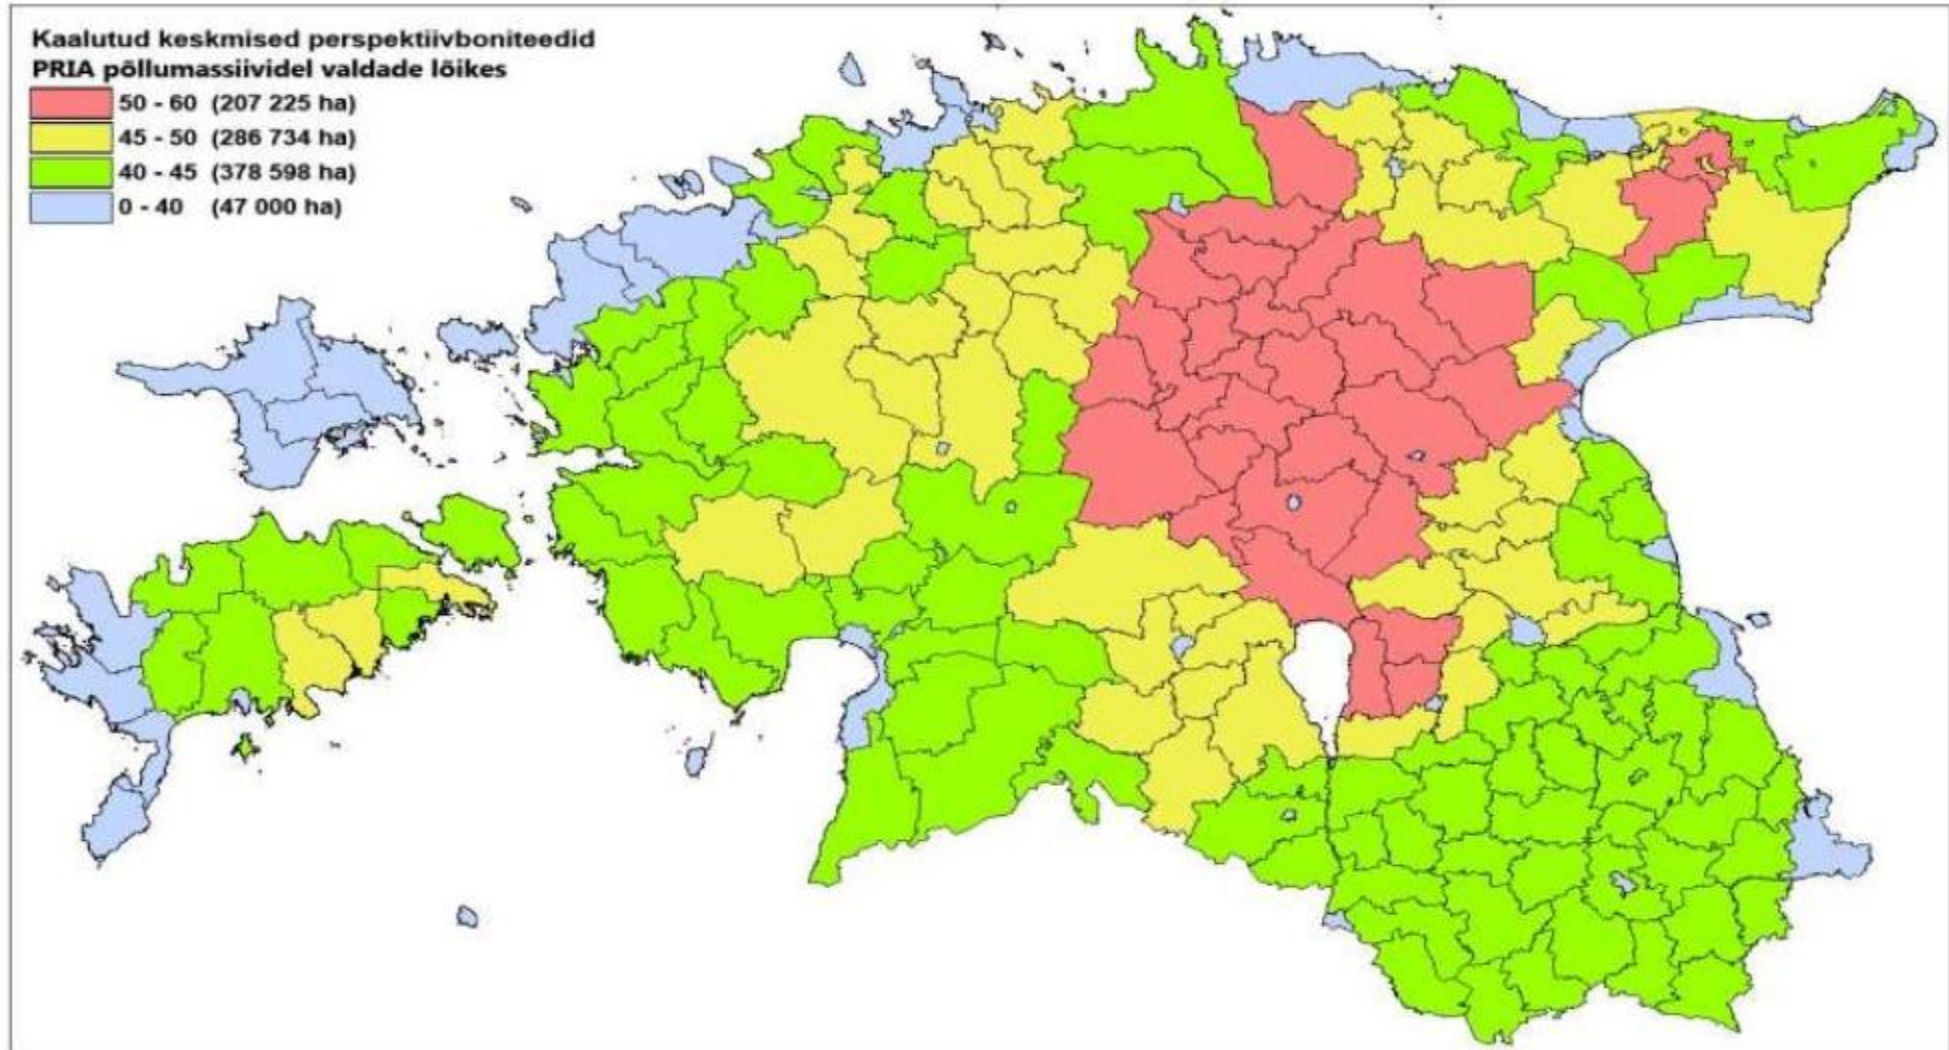 Kaalutud keskmised perspektiivboniteedid
PRIA põllumassiividel valdade lõikes
50 - 60 (207 225 ha)
45 - 50 (286 734 ha)
40 - 45 (378 598 ha)
0 - 40 (47 000 ha)